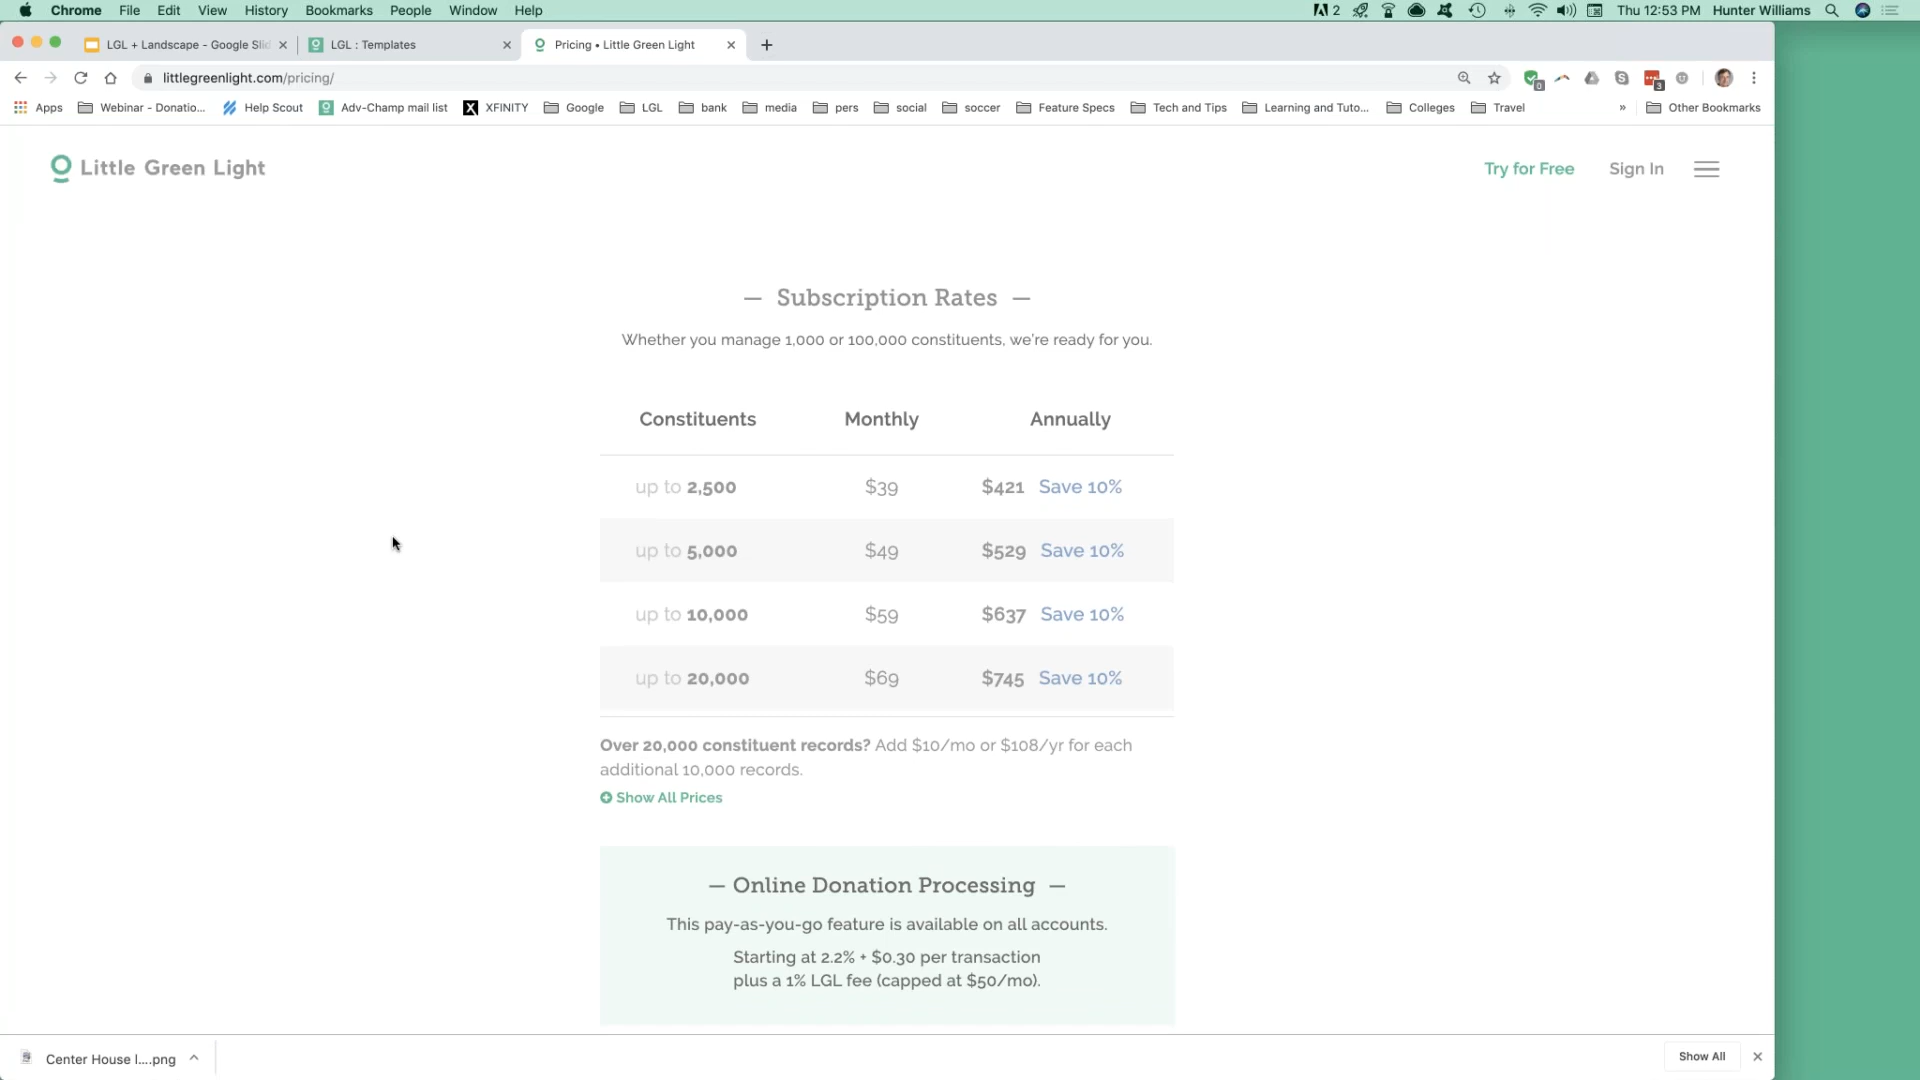 Chrome File Edit View History Bookmarks People Window Help
2 Thu 12:53 PM Hunter Williams
LGL + Landscape - Google Slid
LGL : Templates
Pricing • Little Green Light
littlegreenlight.com/pricing/
Apps Webinar - Donatio... Help Scout Adv-Champ mail list XFINITY Google LGL bank media pers social soccer Feature Specs Tech and Tips Learning and Tuto... Colleges Travel » Other Bookmarks
Little Green Light
Try for Free Sign In
— Subscription Rates —
Whether you manage 1,000 or 100,000 constituents, we're ready for you.
Constituents Monthly Annually
up to 2,500 $39 $421 Save 10%
up to 5,000 $49 $529 Save 10%
up to 10,000 $59 $637 Save 10%
up to 20,000 $69 $745 Save 10%
Over 20,000 constituent records? Add $10/mo or $108/yr for each
additional 10,000 records.
Show All Prices
— Online Donation Processing —
This pay-as-you-go feature is available on all accounts.
Starting at 2.2% + $0.30 per transaction
plus a 1% LGL fee (capped at $50/mo).
Center House l....png
Show All